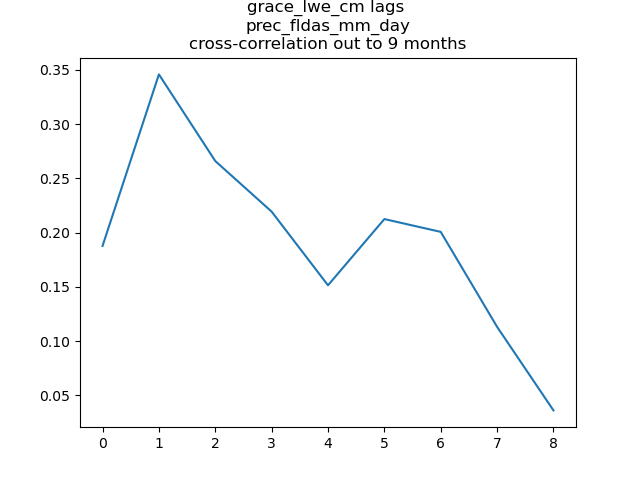 grace_lwe_cm lags
prec_fldas_mm_day
cross-correlation out to 9 months
0.35
0.30
0.25
0.20
0.15
0.10
0.05
0 1 2 3 4 5 6 7 8